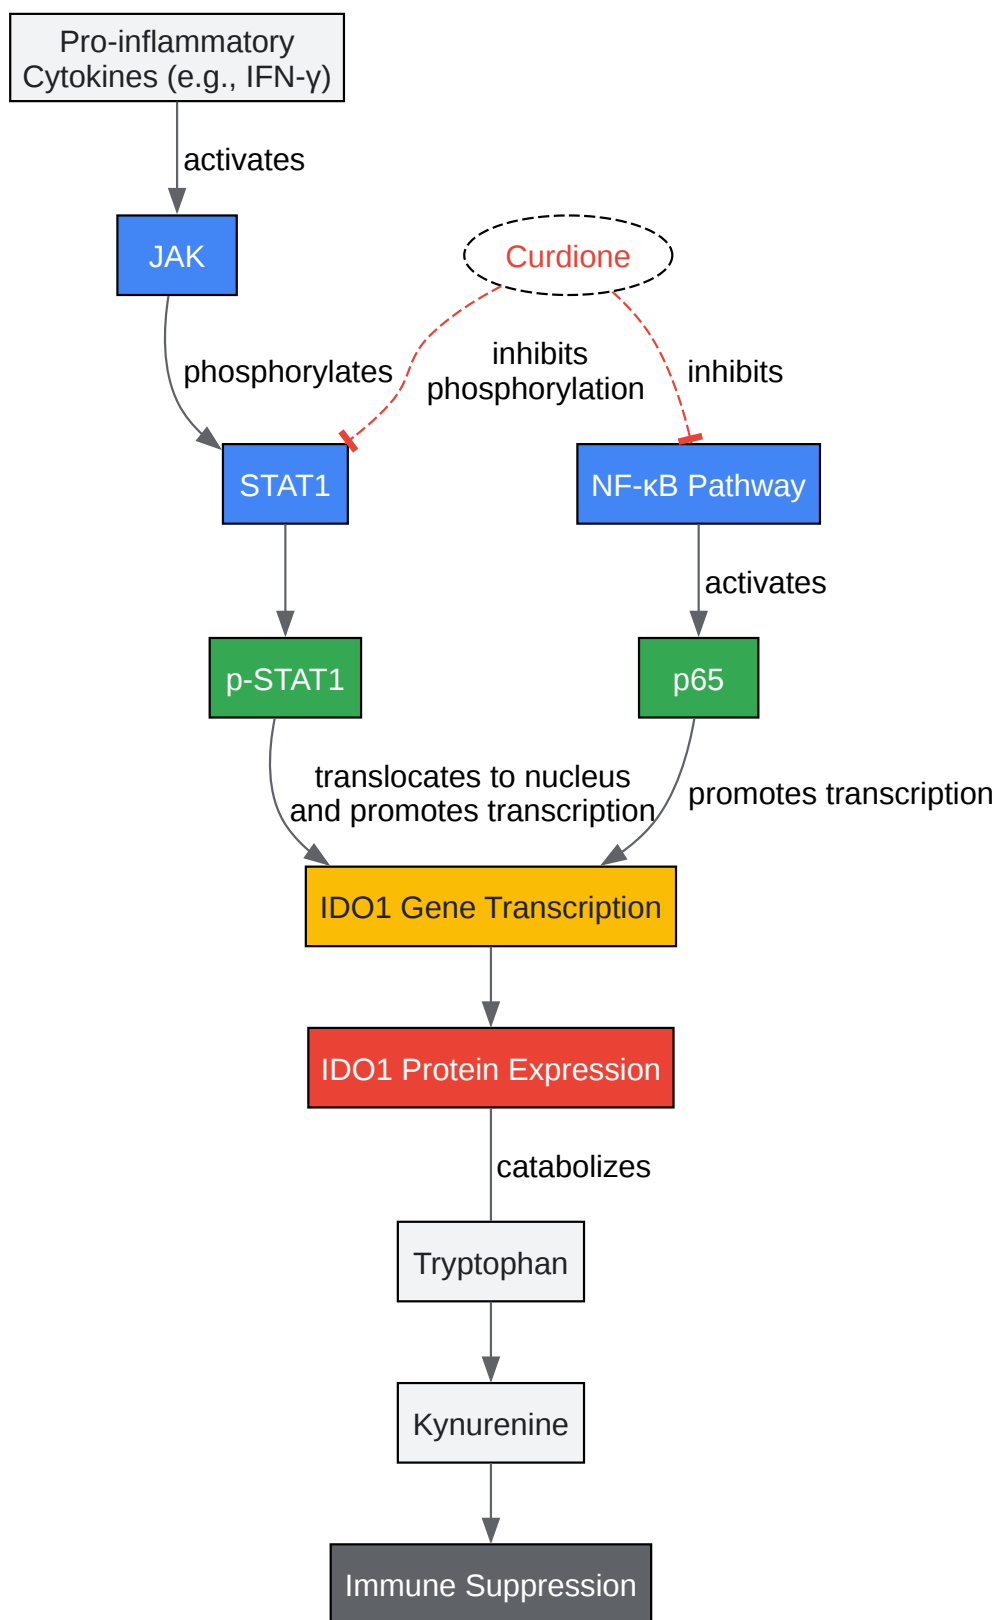 Pro-inflammatory
Cytokines (e.g., IFN-γ)
activates
JAK
Curdione
phosphorylates
inhibits
phosphorylation
inhibits
STAT1
NF-κB Pathway
activates
p-STAT1
p65
translocates to nucleus
and promotes transcription
promotes transcription
IDO1 Gene Transcription
IDO1 Protein Expression
catabolizes
Tryptophan
Kynurenine
Immune Suppression